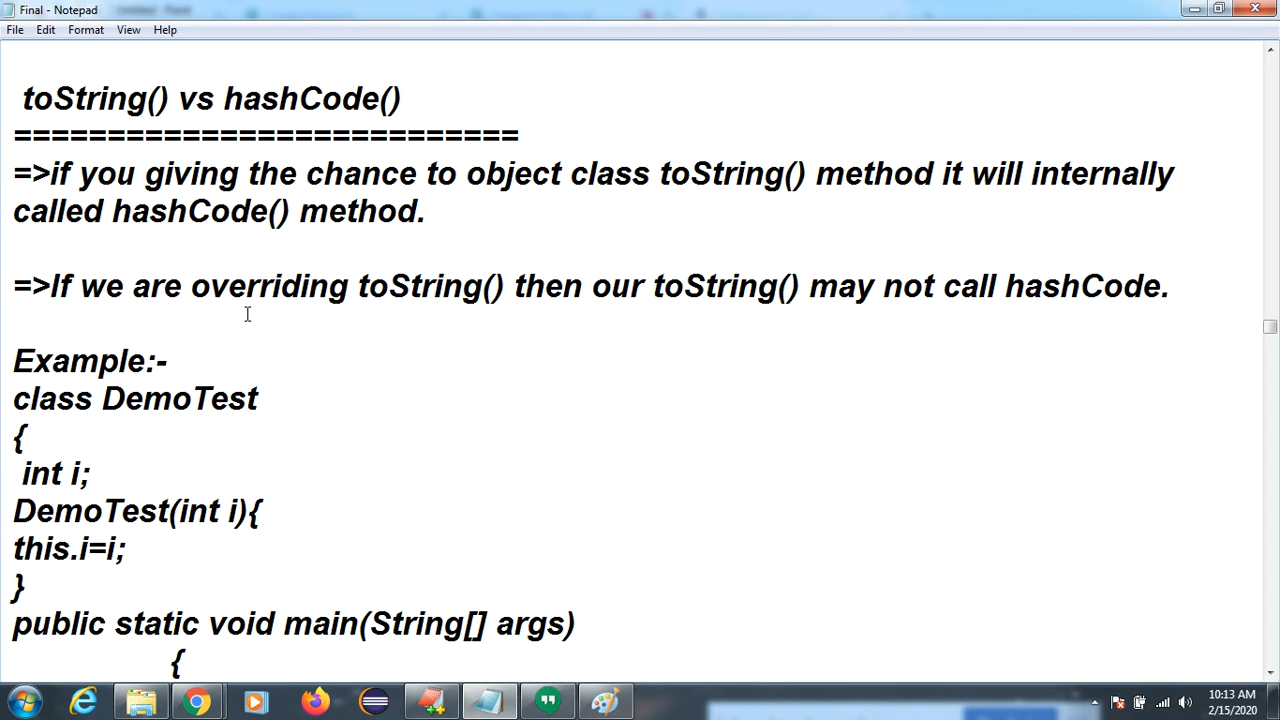 Final - Notepad
File Edit Format View Help
toString() vs hashCode()
===========================
=>if you giving the chance to object class toString() method it will internally
called hashCode() method.
=>If we are overriding toString() then our toString() may not call hashCode.
Example:-
class DemoTest
{
int i;
DemoTest(int i){
this.i=i;
}
public static void main(String[] args)
{
10:13 AM
2/15/2020